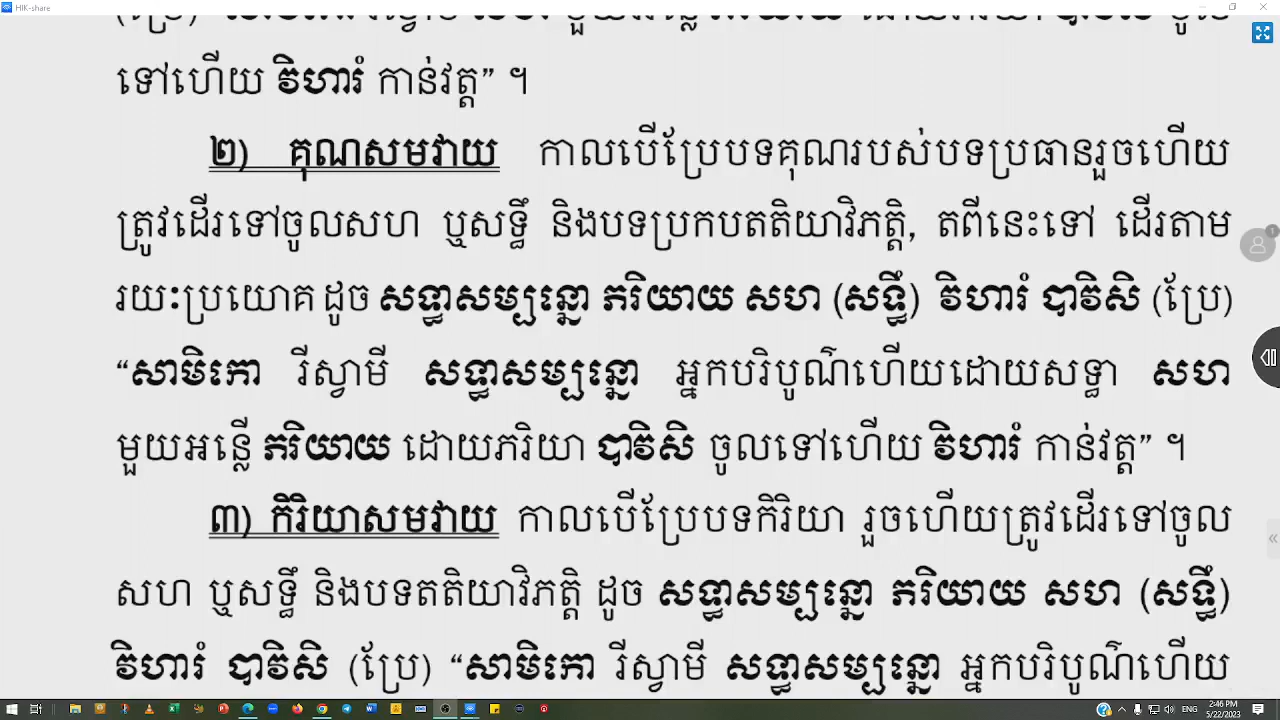 HIK-share
ទៅហើយ វិហារំ កាន់វត្ត” ។
២) គុណសមវាយ កាលបើប្រែបទគុណរបស់បទប្រធានរួចហើយ
ត្រូវដើរទៅចូលសហ ឬសទ្ធឹ និងបទប្រកបតតិយាវិភត្តិ, តពីនេះទៅ ដើរតាម
រយៈប្រយោគ ដូច សទ្ធាសម្បន្នោ ភរិយាយ សហ (សទ្ធឹ) វិហារំ បាវិសិ (ប្រែ)
“សាមិកោ រីស្វាមី សទ្ធាសម្បន្នោ អ្នកបរិបូណ៌ហើយដោយសទ្ធា សហ
មួយអន្លើ ភរិយាយ ដោយភរិយា បាវិសិ ចូលទៅហើយ វិហារំ កាន់វត្ត” ។
៣) កិរិយាសមវាយ កាលបើប្រែបទកិរិយា រួចហើយត្រូវដើរទៅចូល
សហ ឬសទ្ធឹ និងបទតតិយាវិភត្តិ ដូច សទ្ធាសម្បន្នោ ភរិយាយ សហ (សទ្ធឹ)
វិហារំ បាវិសិ (ប្រែ) “សាមិកោ រីស្វាមី សទ្ធាសម្បន្នោ អ្នកបរិបូណ៌ហើយ
2:46 PM
5/22/2023